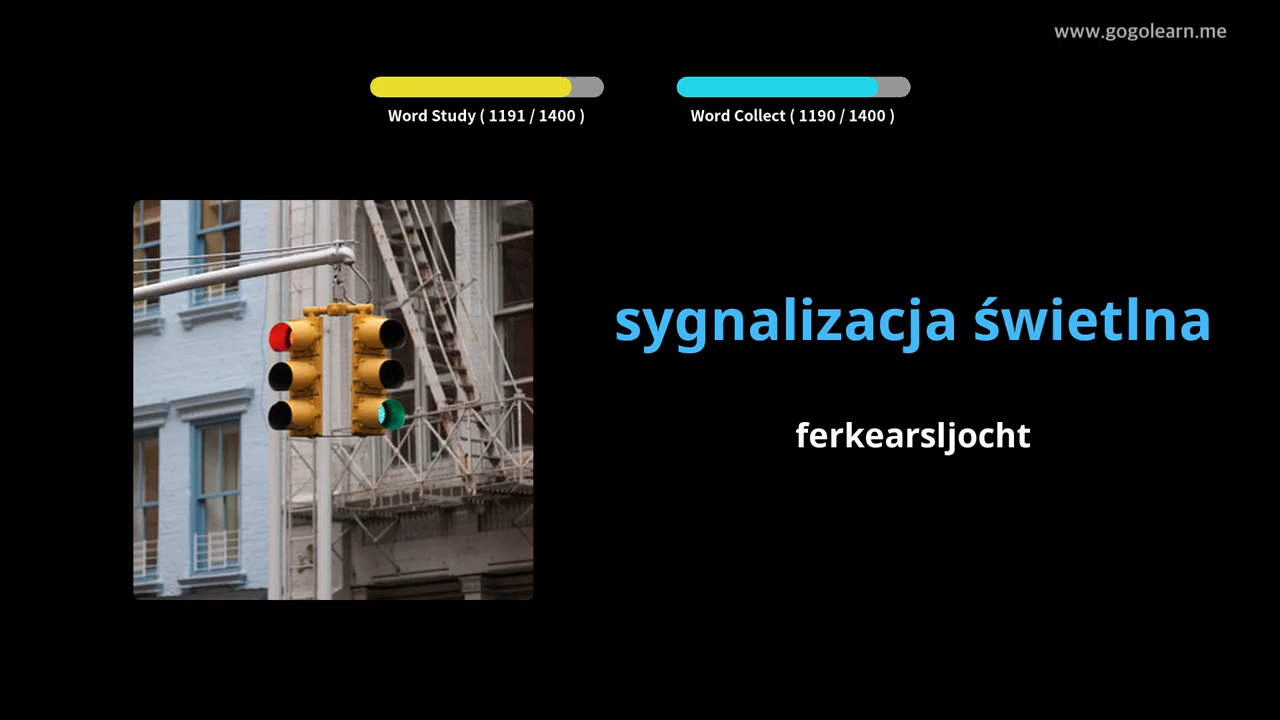 www.gogolearn.me
Word Study ( 1191 / 1400 )
Word Collect ( 1190 / 1400 )
sygnalizacja świetlna
ferkearsljocht